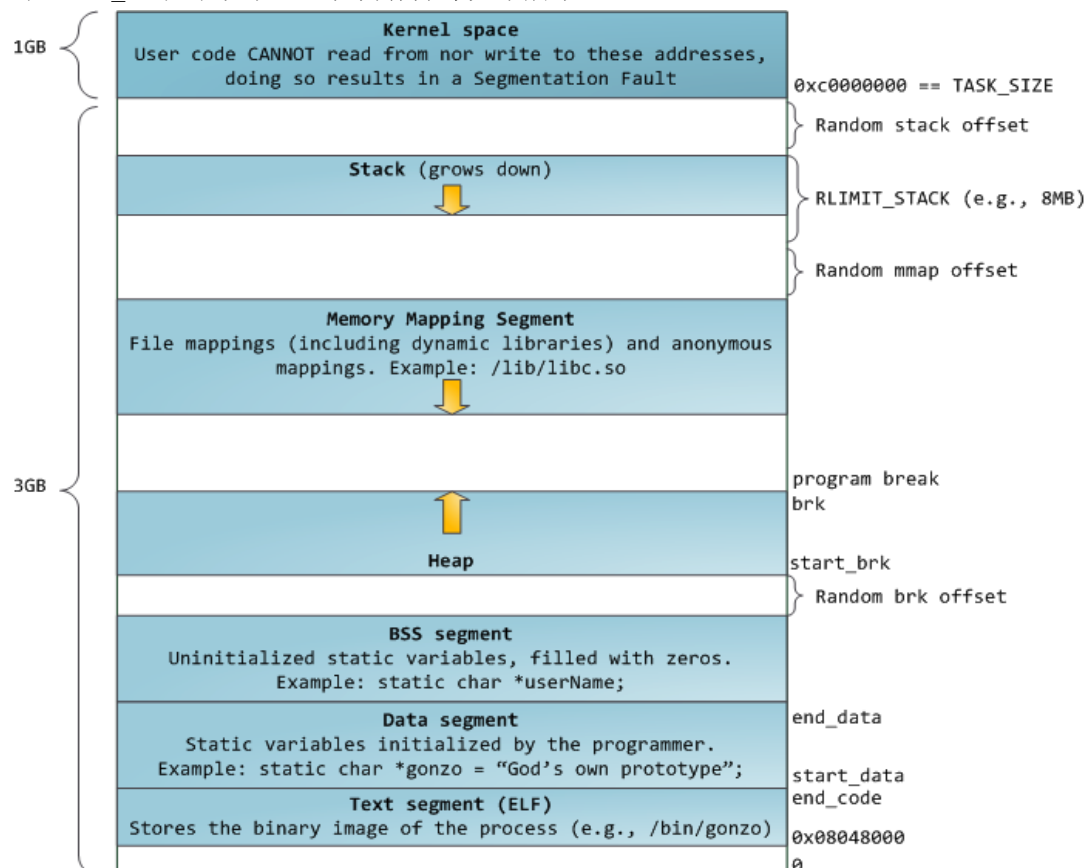 Kernel space
1GB
User code CANNOT read from nor write to these addresses,
doing so results in a Segmentation Fault
0xc0000000 == TASK_SIZE
Random stack offset
Stack (grows down)
RLIMIT_STACK (e.g., 8MB)
Random mmap offset
Memory Mapping Segment
File mappings (including dynamic libraries) and anonymous
mappings. Example: /lib/libc.so
3GB
program break
brk
Heap
start_brk
Random brk offset
BSS segment
Uninitialized static variables, filled with zeros.
Example: static char *userName;
Data segment
end_data
Static variables initialized by the programmer.
Example: static char *gonzo = “God’s own prototype”;
start_data
end_code
Text segment (ELF)
Stores the binary image of the process (e.g., /bin/gonzo)
0x08048000
0